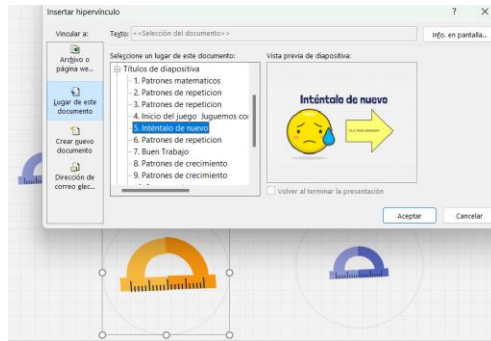 Insertar hipervínculo
? X
Vincular a:
Texto: <<Selección del documento>>
Info. en pantalla...
Archivo o página we...
Lugar de este documento
Crear nuevo documento
Dirección de correo elec...
Seleccione un lugar de este documento:
Títulos de diapositiva
1. Patrones matematicos
2. Patrones de repeticion
3. Patrones de repeticion
4. Inicio del juego Juguemos co
5. Inténtalo de nuevo
6. Patrones de repeticion
7. Buen Trabajo
8. Patrones de crecimiento
9. Patrones de crecimiento
Vista previa de diapositiva:
Inténtalo de nuevo
Volver al terminar la presentación
Aceptar
Cancelar